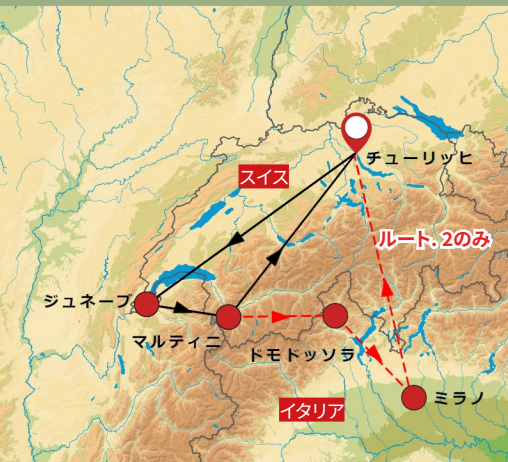 チューリッヒ
スイス
ルート. 2のみ
ジュネーブ
マルティニ
ドモドッソラ
ミラノ
イタリア